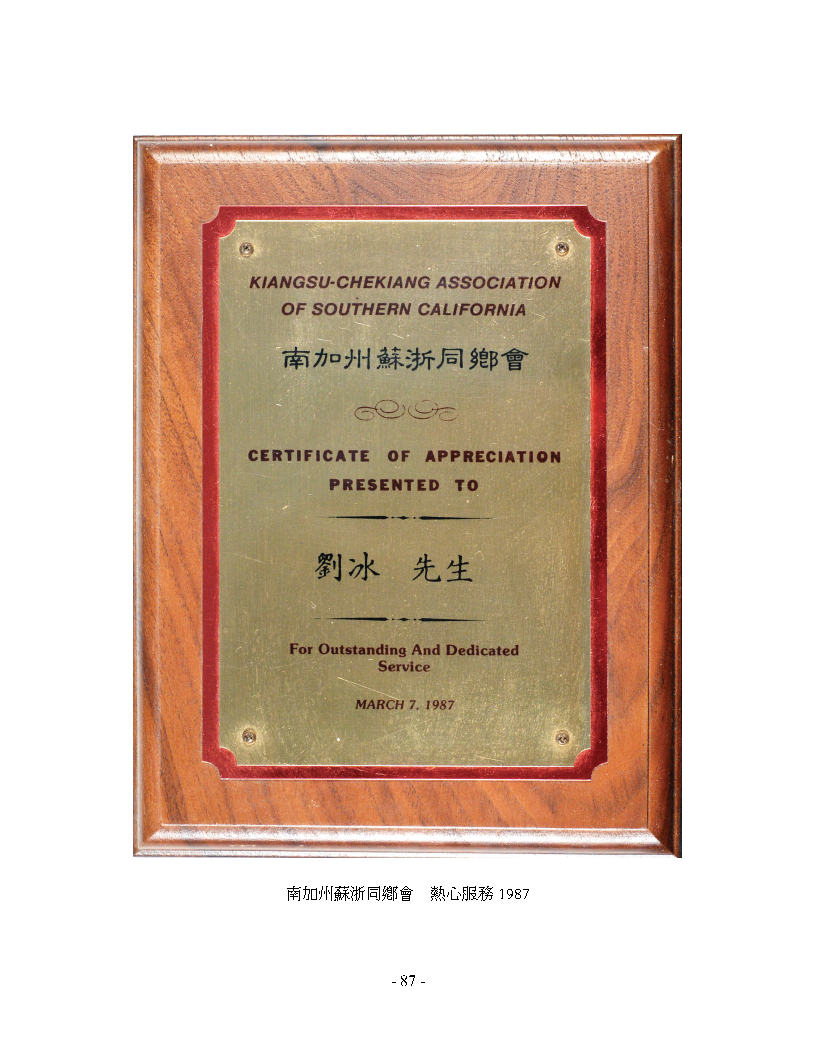 KIANGSU-CHEKIANG ASSOCIATION
OF SOUTHERN CALIFORNIA
南加州蘇浙同鄉會
CERTIFICATE OF APPRECIATION
PRESENTED TO
劉冰 先生
For Outstanding And Dedicated
Service
MARCH 7, 1987
南加州蘇浙同鄉會 熱心服務 1987
- 87 -